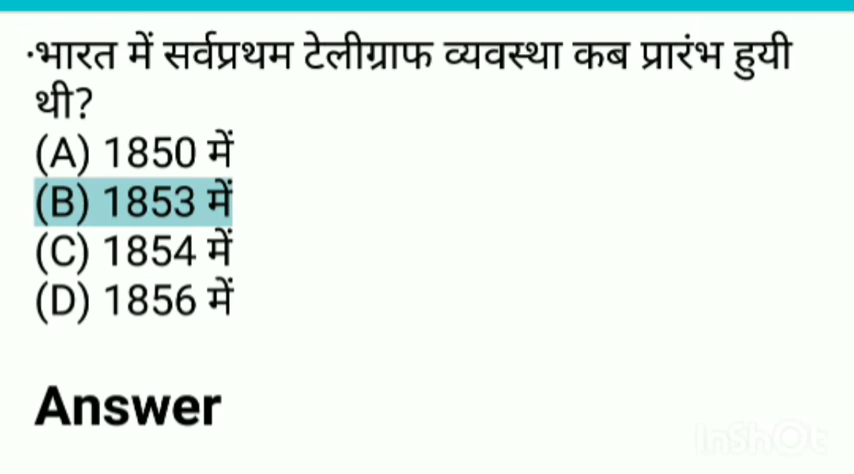 ·भारत में सर्वप्रथम टेलीग्राफ व्यवस्था कब प्रारंभ हुयी
थी?
(A) 1850 में
(B) 1853 में
(C) 1854 में
(D) 1856 में
Answer
InShOt